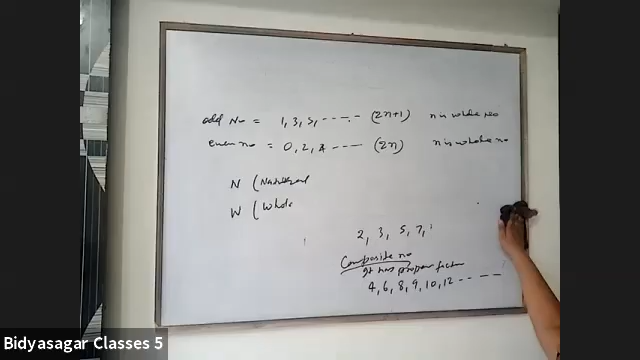 odd No = 1, 3, 5, ------ (2n+1) n is whole No
even no = 0, 2, 4 ----- (2n) n is whole no
N (Natural
W (Whole
2, 3, 5, 7,
Composite no
It has proper factor
4, 6, 8, 9, 10, 12 -- -- --
Bidyasagar Classes 5